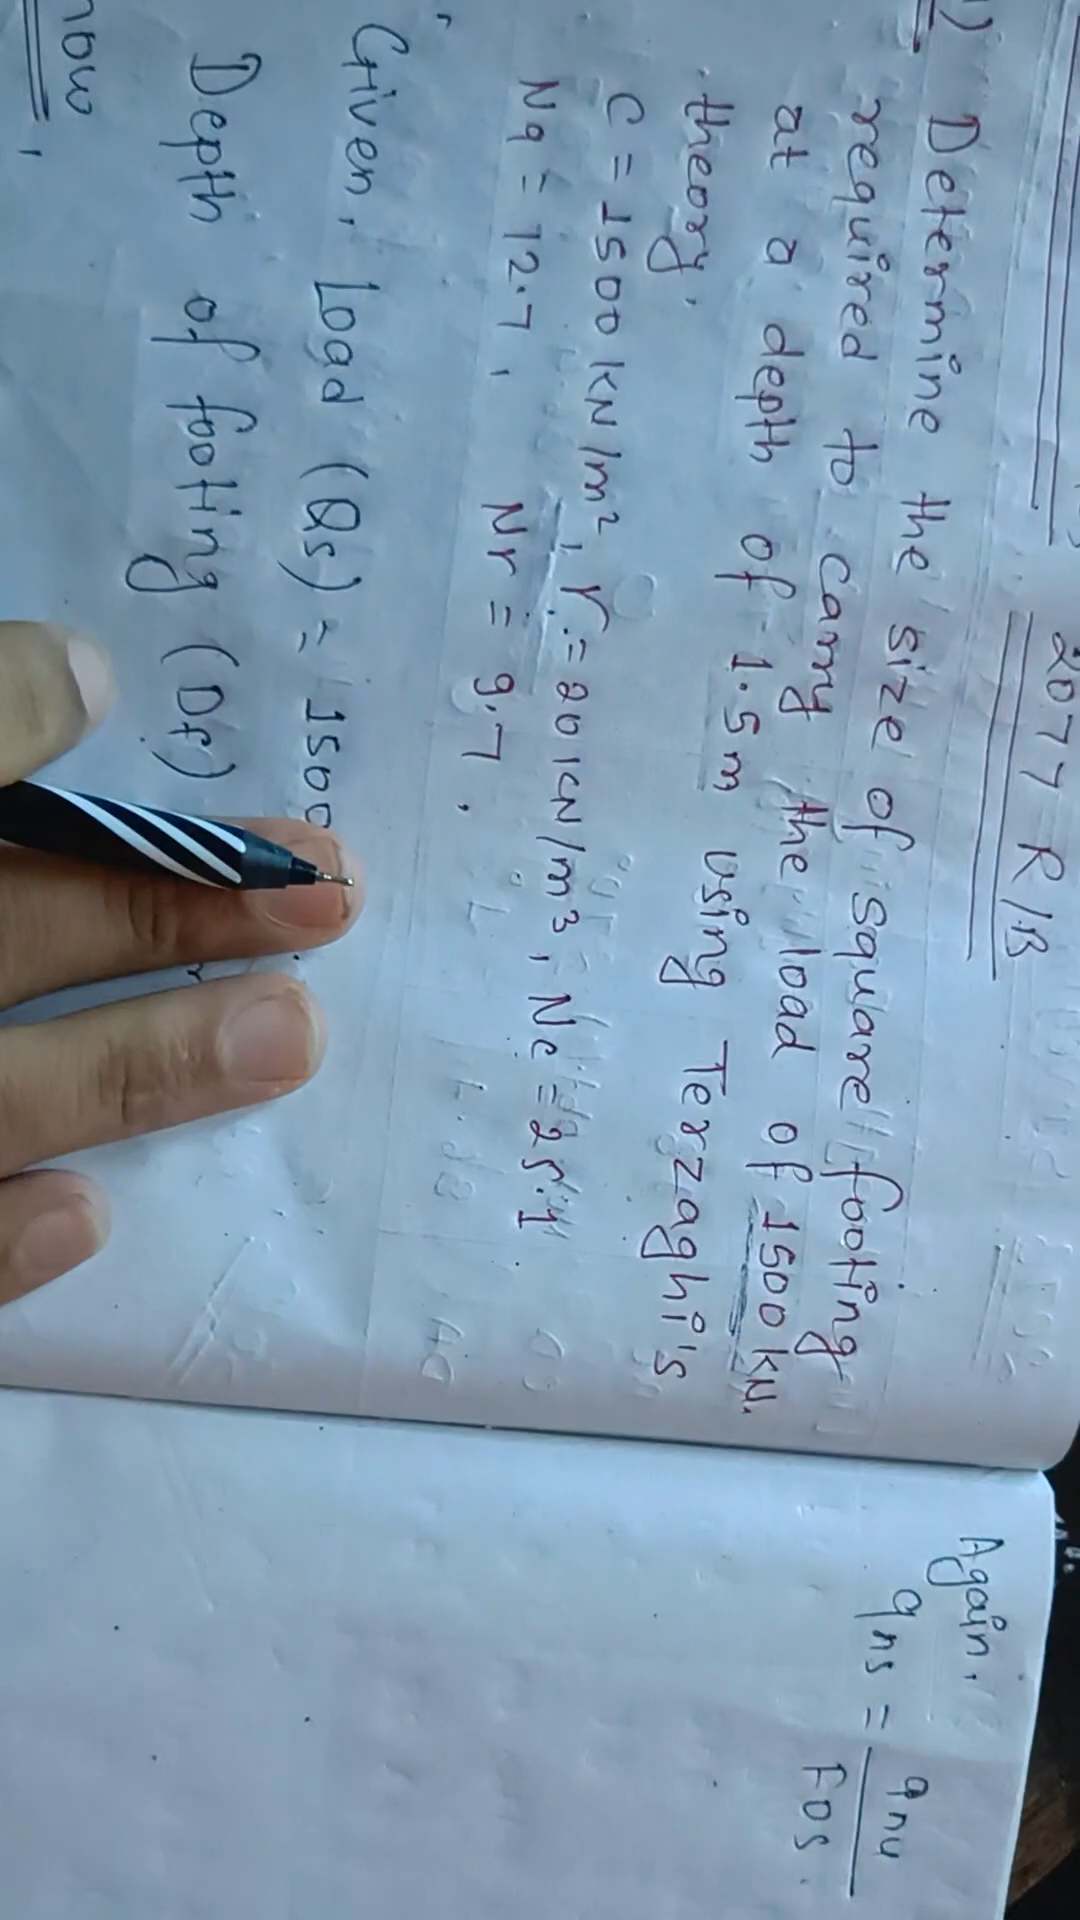 2077 R/B
1) Determine the size of square footing
required to carry the load of 1500 kN.
at a depth of 1.5m using Terzaghi's
theory.
C = 1500 kN/m², γ = 20 kN/m³, Nc = 25.1
Nq = 12.7, Nr = 9.7.
Given, Load (Qs) = 1500
Depth of footing (Df)
now,
Again,
qns = qnu
FOS